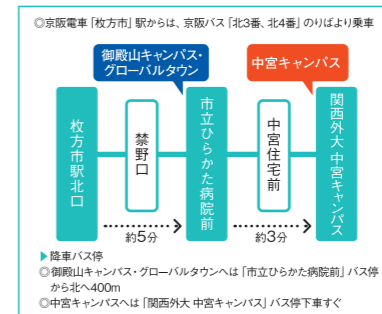 ◎京阪電車「枚方市」駅からは、京阪バス「北3番、北4番」のりばより乗車
御殿山キャンパス・
グローバルタウン
中宮キャンパス
枚方市駅北口
禁野口
市立ひらかた病院前
中宮住宅前
関西外大 中宮キャンパス
約5分
約3分
▶降車バス停
◎御殿山キャンパス・グローバルタウンへは「市立ひらかた病院前」バス停
から北へ400m
◎中宮キャンパスへは「関西外大 中宮キャンパス」バス停下車すぐ